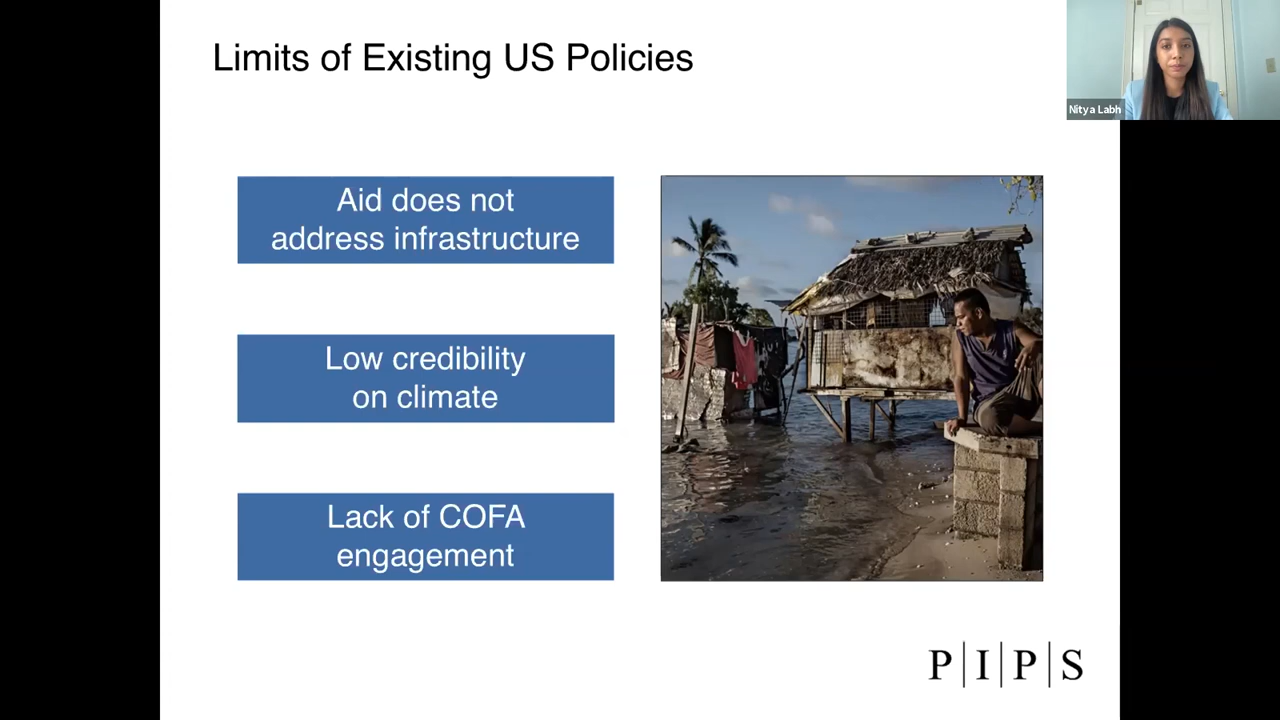 Limits of Existing US Policies
Nitya Labh
Aid does not
address infrastructure
Low credibility
on climate
Lack of COFA
engagement
P|I|P|S